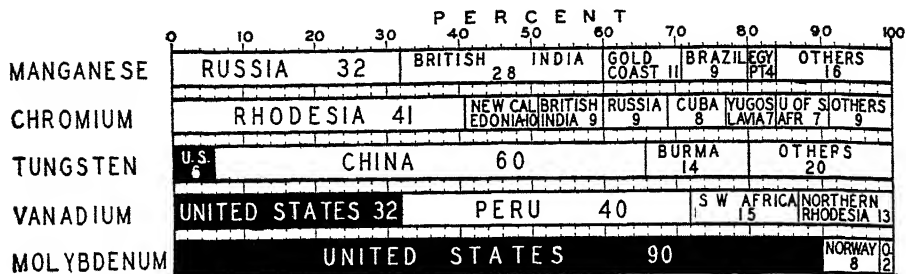 PERCENT
0 10 20 30 40 50 60 70 80 90 100
MANGANESE RUSSIA 32 BRITISH INDIA 28 GOLD COAST 11 BRAZIL 9 EGYPT 4 OTHERS 16
CHROMIUM RHODESIA 41 NEW CALEDONIA 10 BRITISH INDIA 9 RUSSIA 9 CUBA 8 YUGOSLAVIA 7 U OF S AFR 7 OTHERS 9
TUNGSTEN U.S. 6 CHINA 60 BURMA 14 OTHERS 20
VANADIUM UNITED STATES 32 PERU 40 S W AFRICA 15 NORTHERN RHODESIA 13
MOLYBDENUM UNITED STATES 90 NORWAY 8 O. 2